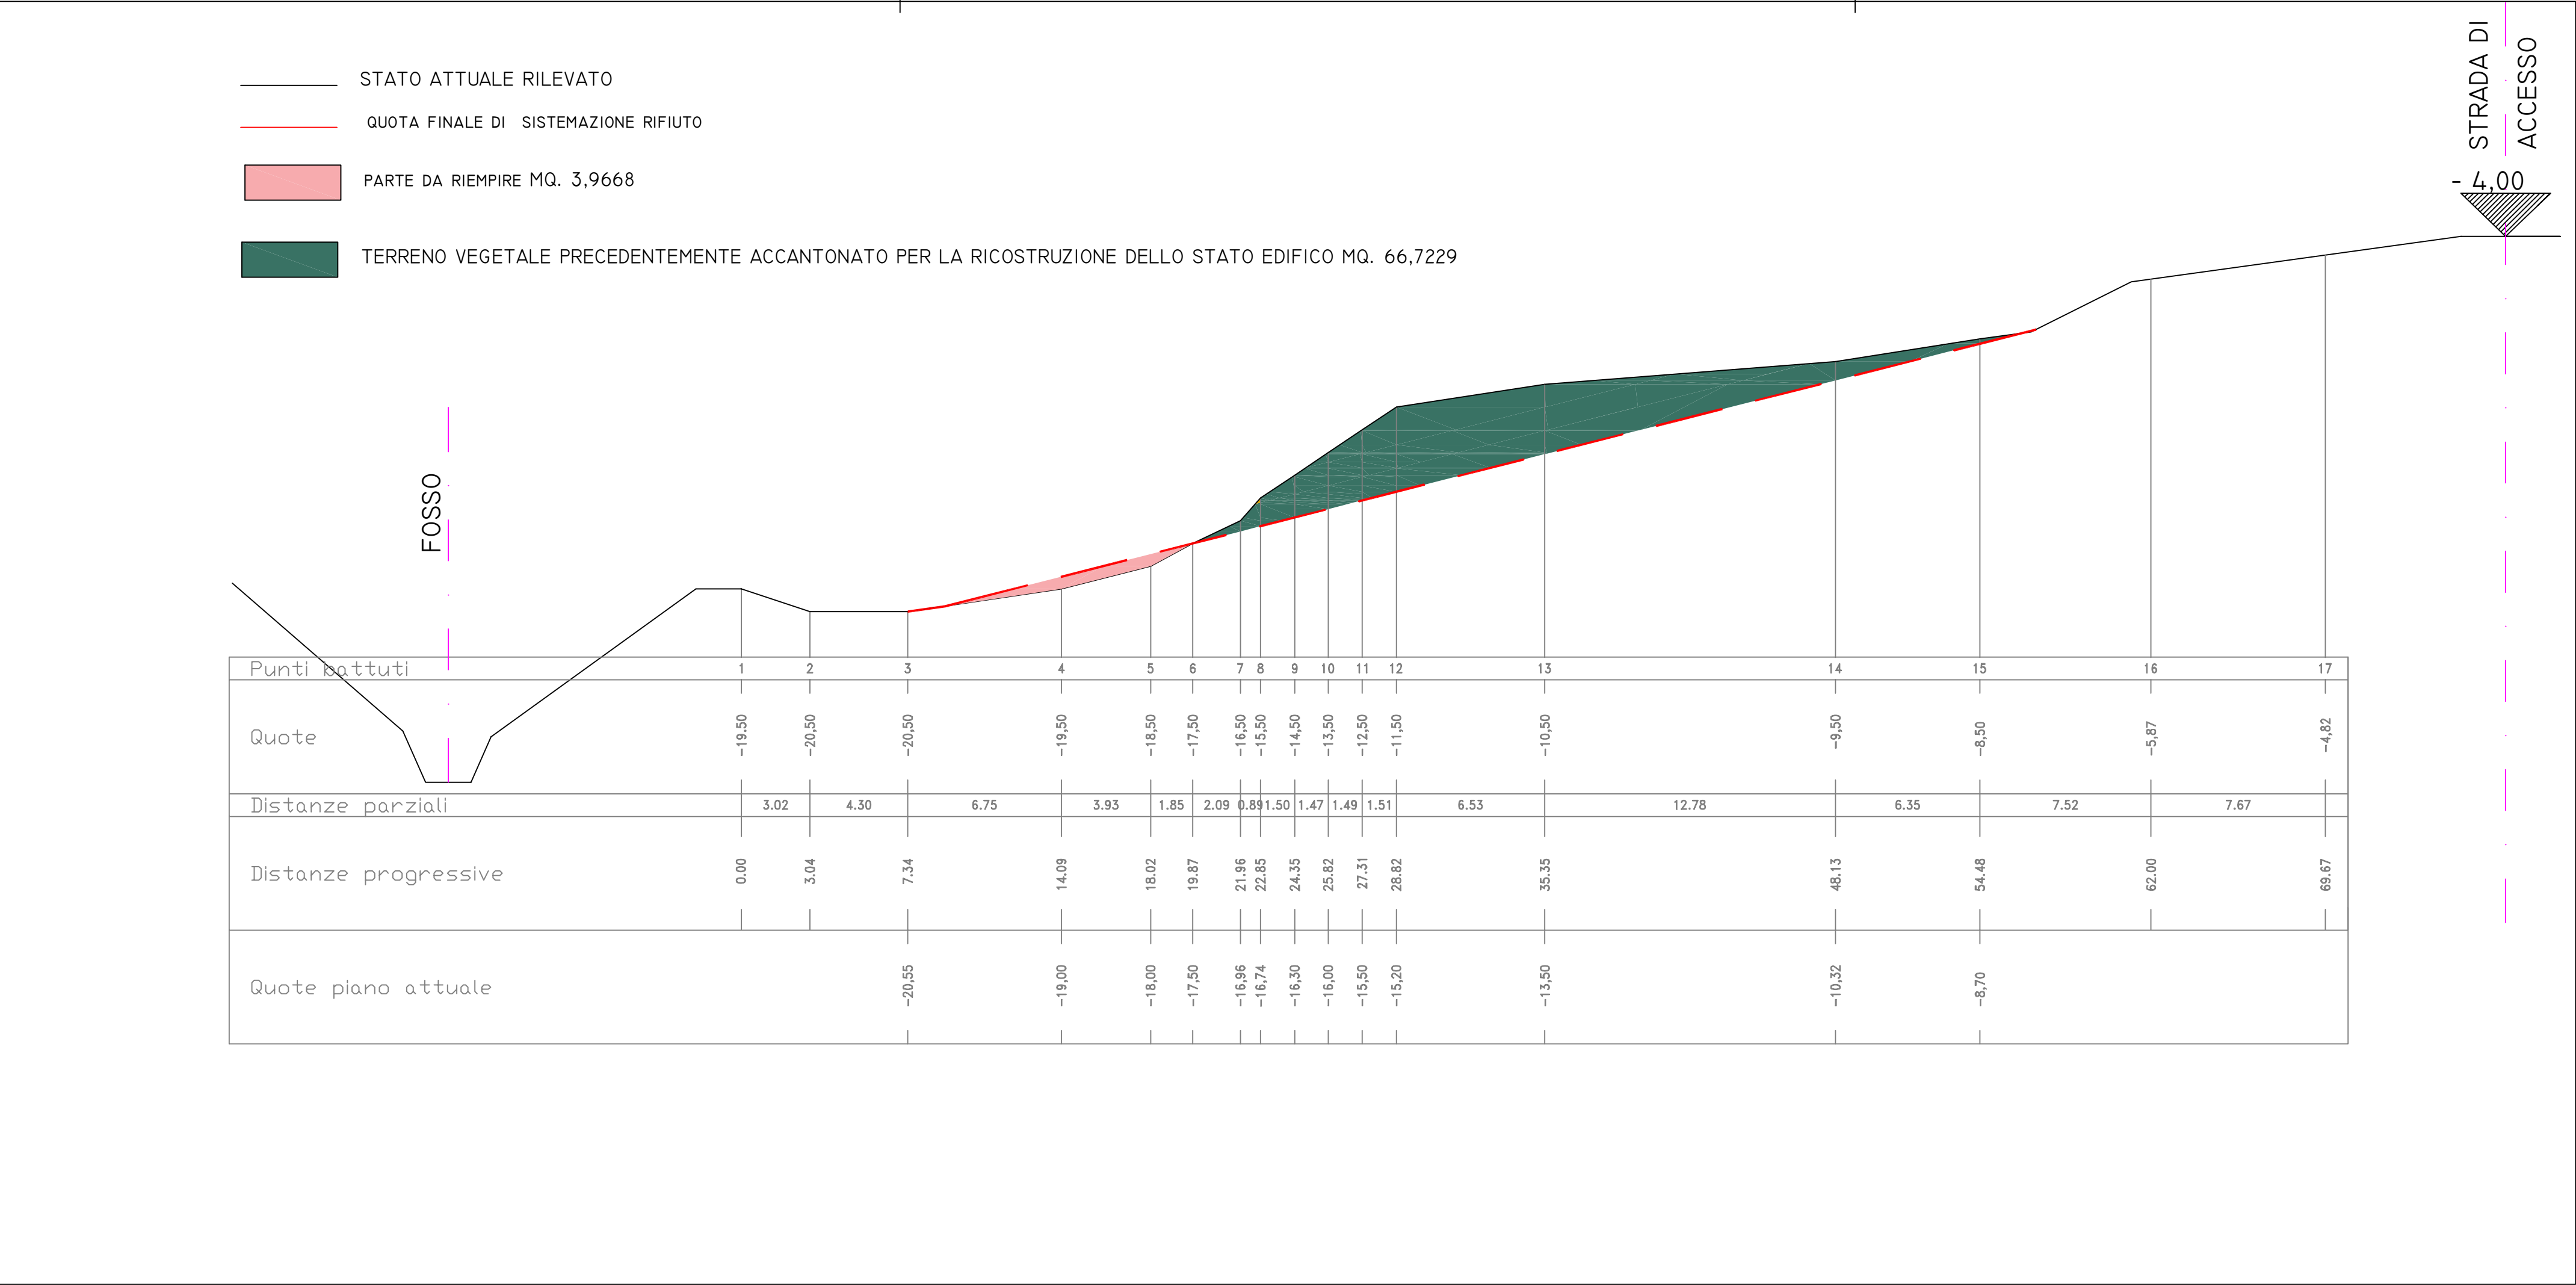 STATO ATTUALE RILEVATO
QUOTA FINALE DI SISTEMAZIONE RIFIUTO
PARTE DA RIEMPIRE MQ. 3,9668
TERRENO VEGETALE PRECEDENTEMENTE ACCANTONATO PER LA RICOSTRUZIONE DELLO STATO EDIFICO MQ. 66,7229
STRADA DI
ACCESSO
- 4,00
FOSSO
Punti battuti 1 2 3 4 5 6 7 8 9 10 11 12 13 14 15 16 17
Quote -19.50 -20,50 -20,50 -19,50 -18,50 -17,50 -16,50 -15,50 -14,50 -13,50 -12,50 -11,50 -10,50 -9,50 -8,50 -5,87 -4,82
Distanze parziali 3.02 4.30 6.75 3.93 1.85 2.09 0.89 1.50 1.47 1.49 1.51 6.53 12.78 6.35 7.52 7.67
Distanze progressive 0.00 3.04 7.34 14.09 18.02 19.87 21.96 22.85 24.35 25.82 27.31 28.82 35.35 48.13 54.48 62.00 69.67
Quote piano attuale -20,55 -19,00 -18,00 -17,50 -16,96 -16,74 -16,30 -16,00 -15,50 -15,20 -13,50 -10,32 -8,70